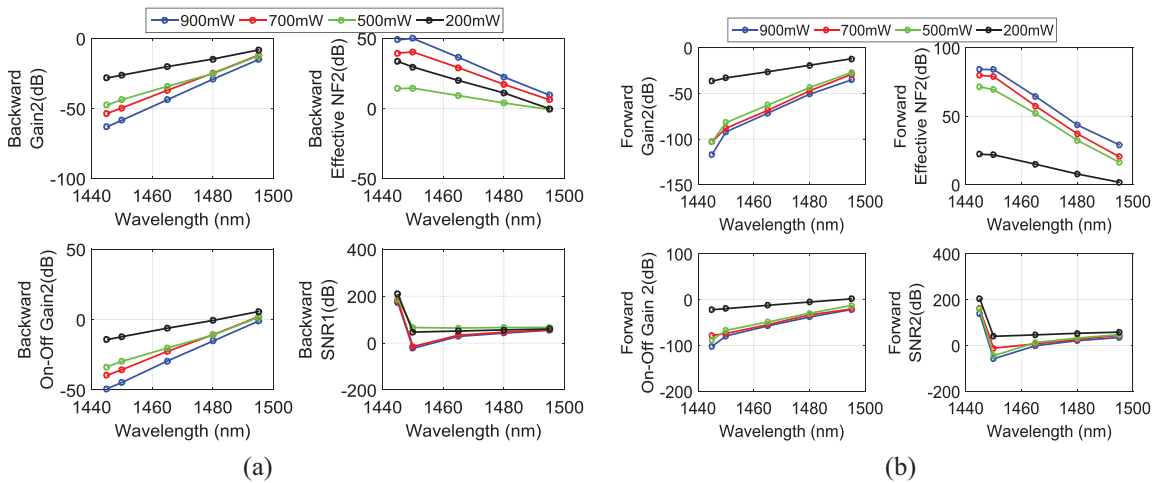 900mW 700mW 500mW 200mW
Backward
Gain2(dB)
0
-50
-100
1440 1460 1480 1500
Wavelength (nm)
Backward
Effective NF2(dB)
50
0
50
1440 1460 1480 1500
Wavelength (nm)
Backward
On-Off Gain2(dB)
50
0
-50
1440 1460 1480 1500
Wavelength (nm)
Backward
SNR1(dB)
400
200
0
-200
1440 1460 1480 1500
Wavelength (nm)
(a)
900mW 700mW 500mW 200mW
Forward
Gain2(dB)
0
-50
-100
-150
1440 1460 1480 1500
Wavelength (nm)
Forward
Effective NF2(dB)
100
50
0
1440 1460 1480 1500
Wavelength (nm)
Forward
On-Off Gain 2(dB)
100
0
-100
-200
1440 1460 1480 1500
Wavelength (nm)
Forward
SNR2(dB)
400
200
0
-200
1440 1460 1480 1500
Wavelength (nm)
(b)